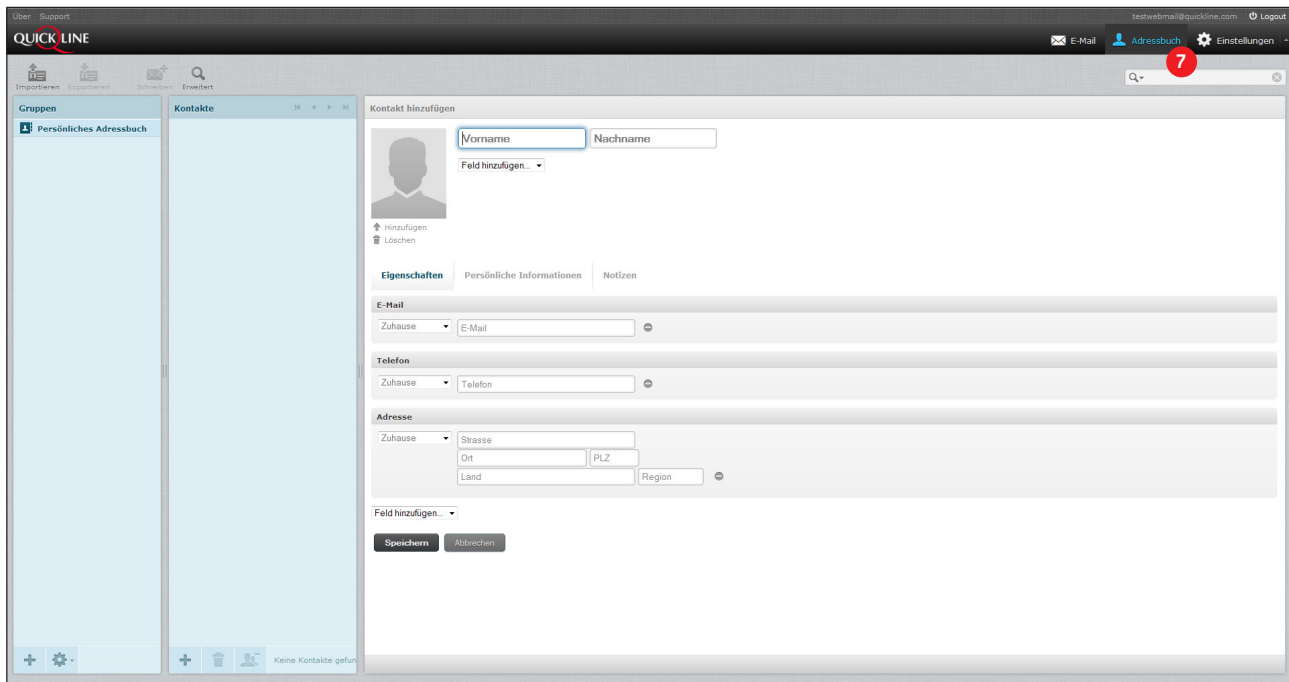 Über Support
testwebmail@quickline.com Logout
QUICKLINE
E-Mail Adressbuch Einstellungen
7
Importieren Exportieren Schreiben Erweitert
Gruppen
Persönliches Adressbuch
Kontakte
Keine Kontakte gefun
Kontakt hinzufügen
Vorname Nachname
Feld hinzufügen...
Hinzufügen
Löschen
Eigenschaften Persönliche Informationen Notizen
E-Mail
Zuhause E-Mail
Telefon
Zuhause Telefon
Adresse
Zuhause Strasse
Ort PLZ
Land Region
Feld hinzufügen...
Speichern Abbrechen